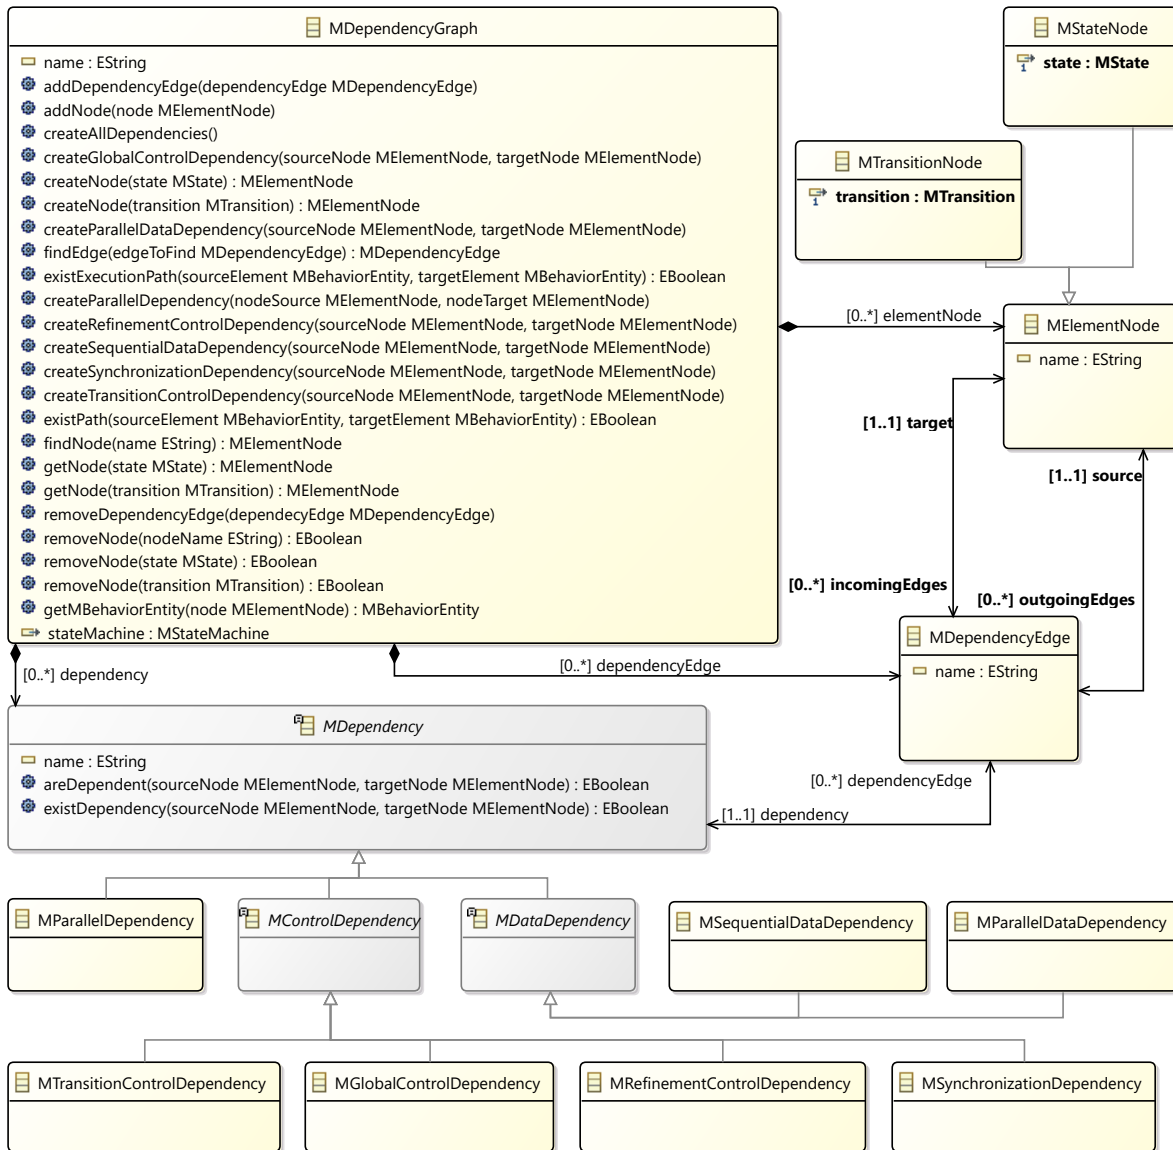 MDependencyGraph
name : EString
addDependencyEdge(dependencyEdge MDependencyEdge)
addNode(node MElementNode)
createAllDependencies()
createGlobalControlDependency(sourceNode MElementNode, targetNode MElementNode)
createNode(state MState) : MElementNode
createNode(transition MTransition) : MElementNode
createParallelDataDependency(sourceNode MElementNode, targetNode MElementNode)
findEdge(edgeToFind MDependencyEdge) : MDependencyEdge
existExecutionPath(sourceElement MBehaviorEntity, targetElement MBehaviorEntity) : EBoolean
createParallelDependency(nodeSource MElementNode, nodeTarget MElementNode)
createRefinementControlDependency(sourceNode MElementNode, targetNode MElementNode)
createSequentialDataDependency(sourceNode MElementNode, targetNode MElementNode)
createSynchronizationDependency(sourceNode MElementNode, targetNode MElementNode)
createTransitionControlDependency(sourceNode MElementNode, targetNode MElementNode)
existPath(sourceElement MBehaviorEntity, targetElement MBehaviorEntity) : EBoolean
findNode(name EString) : MElementNode
getNode(state MState) : MElementNode
getNode(transition MTransition) : MElementNode
removeDependencyEdge(dependecyEdge MDependencyEdge)
removeNode(nodeName EString) : EBoolean
removeNode(state MState) : EBoolean
removeNode(transition MTransition) : EBoolean
getMBehaviorEntity(node MElementNode) : MBehaviorEntity
stateMachine : MStateMachine
MStateNode
1
state : MState
MTransitionNode
1
transition : MTransition
[0..*] elementNode
MElementNode
name : EString
[1..1] target
[1..1] source
[0..*] incomingEdges
[0..*] outgoingEdges
MDependencyEdge
name : EString
[0..*] dependency
[0..*] dependencyEdge
MDependency
name : EString
areDependent(sourceNode MElementNode, targetNode MElementNode) : EBoolean
existDependency(sourceNode MElementNode, targetNode MElementNode) : EBoolean
[0..*] dependencyEdge
[1..1] dependency
MParallelDependency
MControlDependency
MDataDependency
MSequentialDataDependency
MParallelDataDependency
MTransitionControlDependency
MGlobalControlDependency
MRefinementControlDependency
MSynchronizationDependency